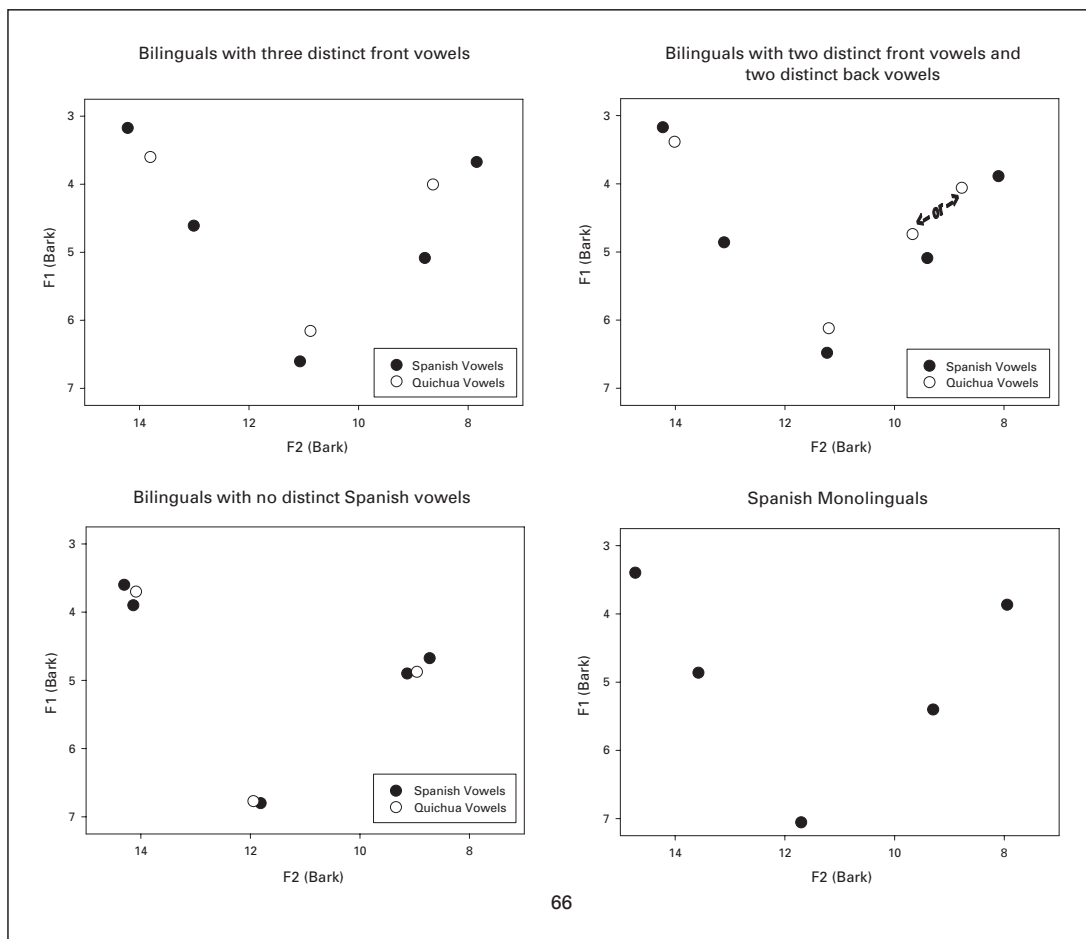 Bilinguals with three distinct front vowels
3
4
5
6
7
F1 (Bark)
14
12
10
8
F2 (Bark)
Spanish Vowels
Quichua Vowels
Bilinguals with two distinct front vowels and
two distinct back vowels
3
4
5
6
7
F1 (Bark)
or
14
12
10
8
F2 (Bark)
Spanish Vowels
Quichua Vowels
Bilinguals with no distinct Spanish vowels
3
4
5
6
7
F1 (Bark)
14
12
10
8
F2 (Bark)
Spanish Vowels
Quichua Vowels
Spanish Monolinguals
3
4
5
6
7
F1 (Bark)
14
12
10
8
F2 (Bark)
66